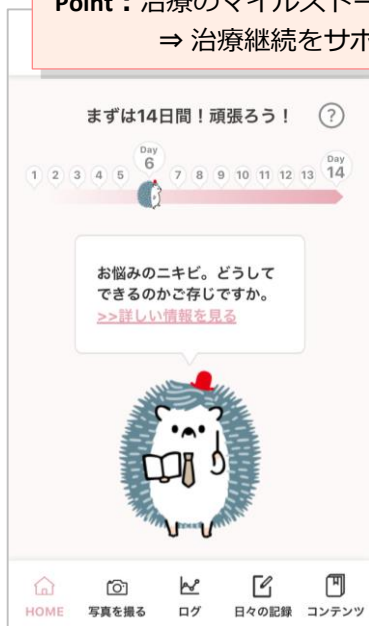 Point：治療のマイルストー
⇒ 治療継続をサポ
まずは14日間！頑張ろう！ ?
1 2 3 4 5 Day 6 7 8 9 10 11 12 13 Day 14
お悩みのニキビ。どうして
できるのかご存じですか。
>>詳しい情報を見る
HOME 写真を撮る ログ 日々の記録 コンテンツ